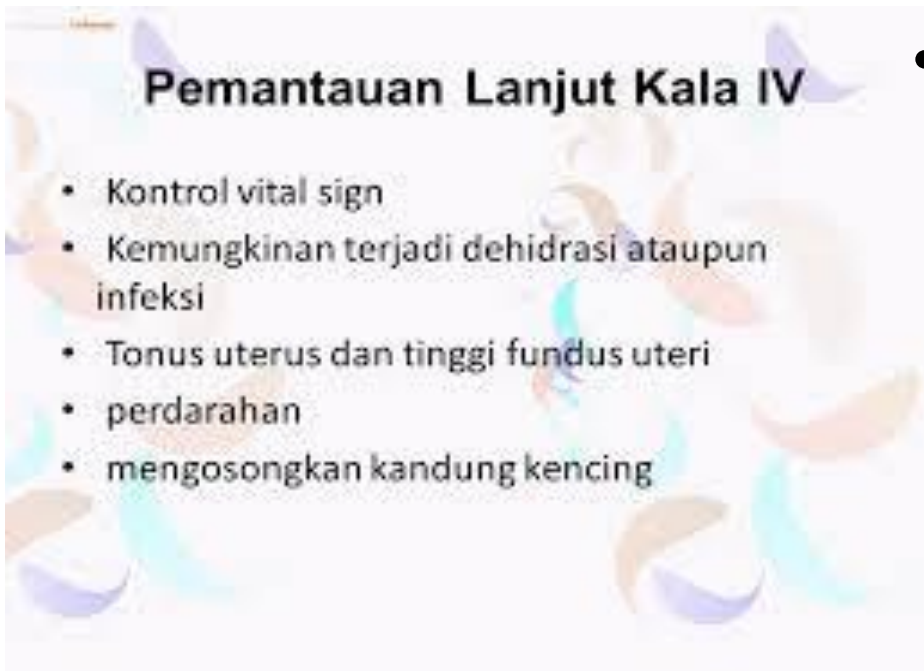 Pemantauan Lanjut Kala IV
• Kontrol vital sign
• Kemungkinan terjadi dehidrasi ataupun
infeksi
• Tonus uterus dan tinggi fundus uteri
• perdarahan
• mengosongkan kandung kencing